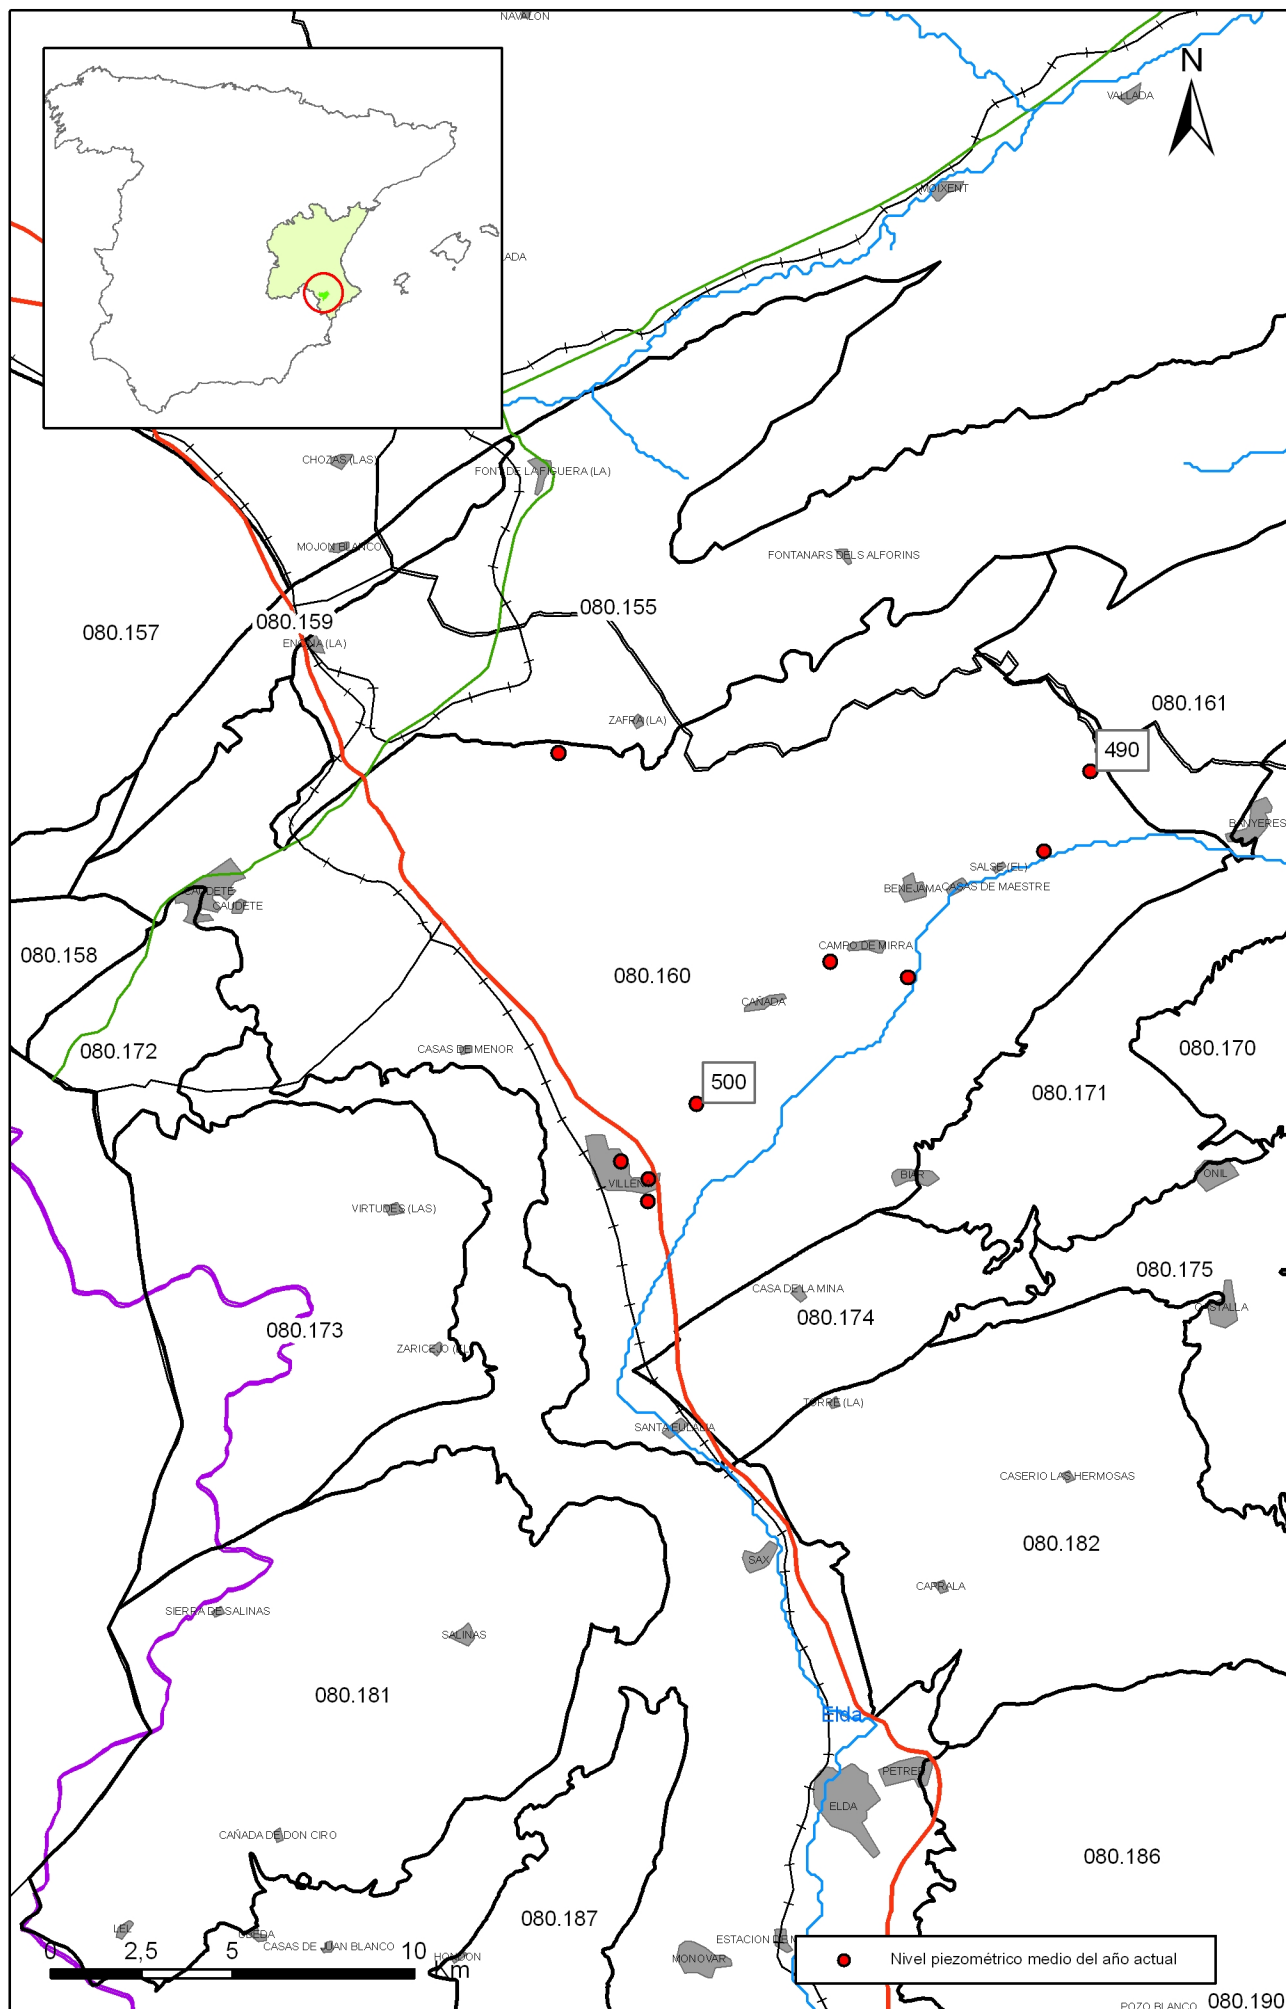 NAVALON
N
VALLADA
MOIXENT
ADA
CHOZAS (LAS)
FONT DE LA FIGUERA (LA)
MOJON BLANCO
FONTANARS DELS ALFORINS
080.155
080.157
080.159
ENCINA (LA)
080.161
ZAFRA (LA)
490
BANYERES
SALSE (EL)
BENEJAMA
CASAS DE MAESTRE
CAUDETE
CAUDETE
CAMPO DE MIRRA
080.158
080.160
CAÑADA
080.172
CASAS DE MENOR
080.170
500
080.171
BIAR
ONIL
VILLENA
VIRTUDES (LAS)
080.175
CASA DE LA MINA
CASTALLA
080.174
080.173
ZARICEJO (EL)
TORRE (LA)
SANTA EULALIA
CASERIO LAS HERMOSAS
080.182
SAX
CAPRALA
SIERRA DE SALINAS
SALINAS
080.181
Elda
PETRER
ELDA
CAÑADA DE DON CIRO
080.186
080.187
LEL
UBEDA
CASAS DE JUAN BLANCO
HONDON
MONOVAR
ESTACION DE M
0 2,5 5 10
Km
Nivel piezométrico medio del año actual
POZO BLANCO
080.190